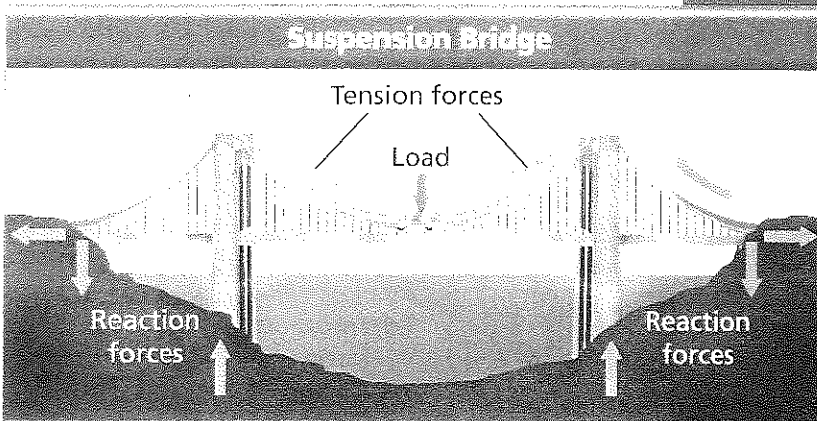 Suspension Bridge
Tension forces
Load
Reaction
forces
Reaction
forces